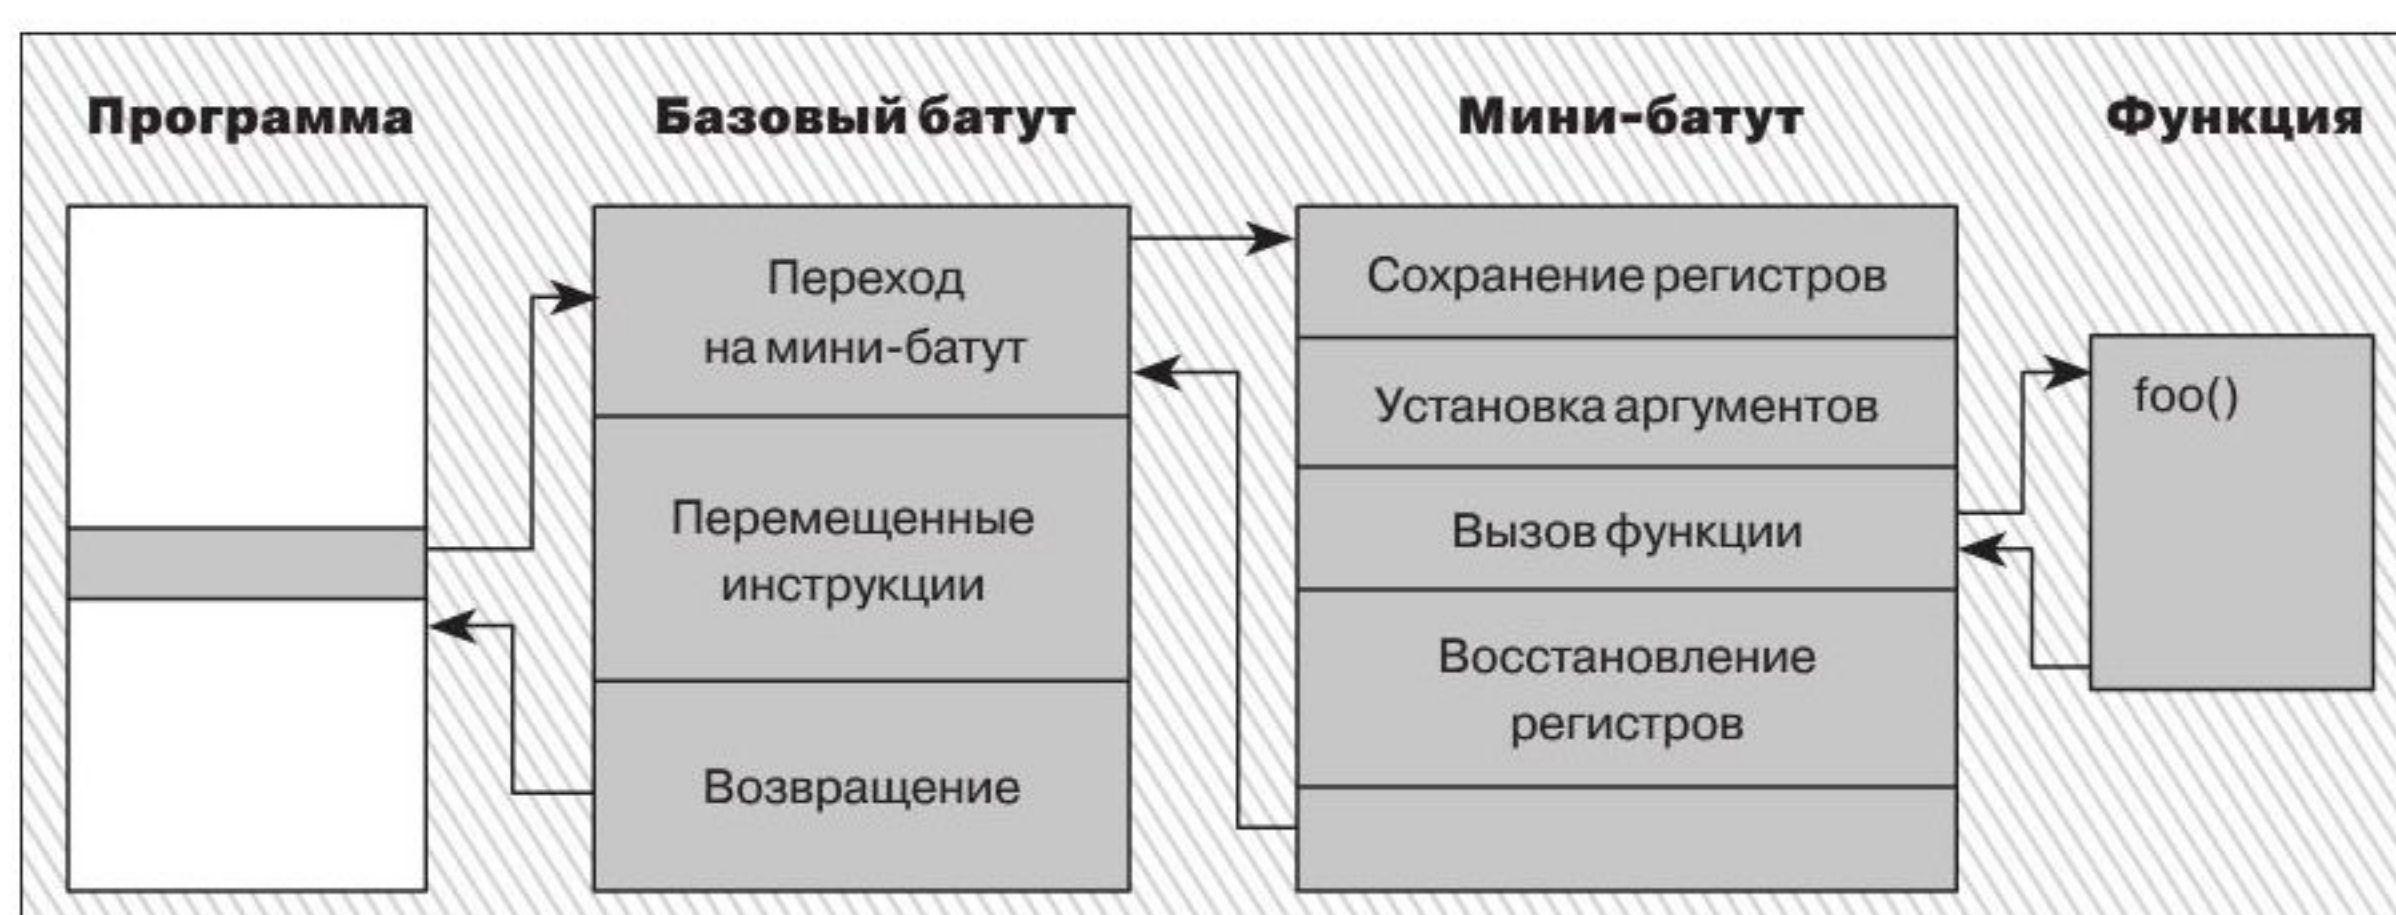 Программа
Базовый батут
Мини-батут
Функция
Переход
на мини-батут
Перемещенные
инструкции
Возвращение
Сохранение регистров
Установка аргументов
Вызов функции
Восстановление
регистров
foo()